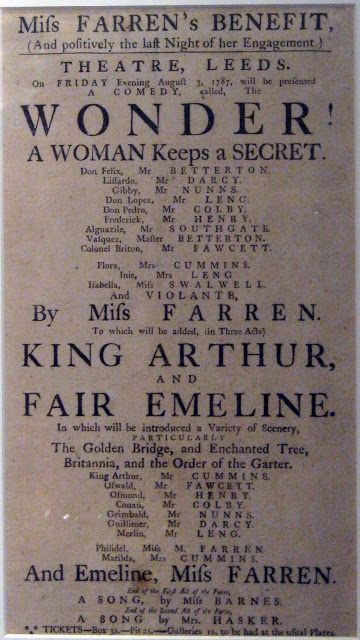 Miſs FARREN's BENEFIT,
(And poſitively the laſt Night of her Engagement.)
THEATRE, LEEDS.
On FRIDAY Evening Auguſt 3, 1787, will be preſented
A COMEDY, called, The
WONDER!
A WOMAN Keeps a SECRET.
Don Felix, Mr BETTERTON.
Liſſardo, Mr DARCY.
Gibby, Mr NUNNS.
Don Lopez, Mr LENG.
Don Pedro, Mr COLBY.
Frederick, Mr HENRY.
Alguazile, Mr SOUTHGATE.
Vaſquez, Maſter BETTERTON.
Colonel Briton, Mr FAWCETT.
Flora, Mrs CUMMINS.
Inis, Mrs LENG
Iſabella, Miſs SWALWELL.
And VIOLANTE,
By Miſs FARREN.
To which will be added, (in Three Acts)
KING ARTHUR,
AND
FAIR EMELINE.
In which will be introduced a Variety of Scenery,
PARTICULARLY
The Golden Bridge, and Enchanted Tree,
Britannia, and the Order of the Garter.
King Arthur, Mr CUMMINS.
Oſwald, Mr FAWCETT.
Oſmond, Mr HENRY.
Conan, Mr COLBY.
Grimbald, Mr NUNNS.
Guillimer, Mr DARCY.
Merlin, Mr LENG.
Philidel, Miſs M. FARREN.
Matilda, Mrs CUMMINS.
And Emeline, Miſs FARREN.
End of the Firſt Act of the Farce,
A SONG, by Miſs BARNES.
End of the Second Act of the Farce,
A SONG by Mrs. HASKER.
*⁎* TICKETS—Box 3s.—Pit 2s.—Galleries 1s. to be had at the uſual Places.